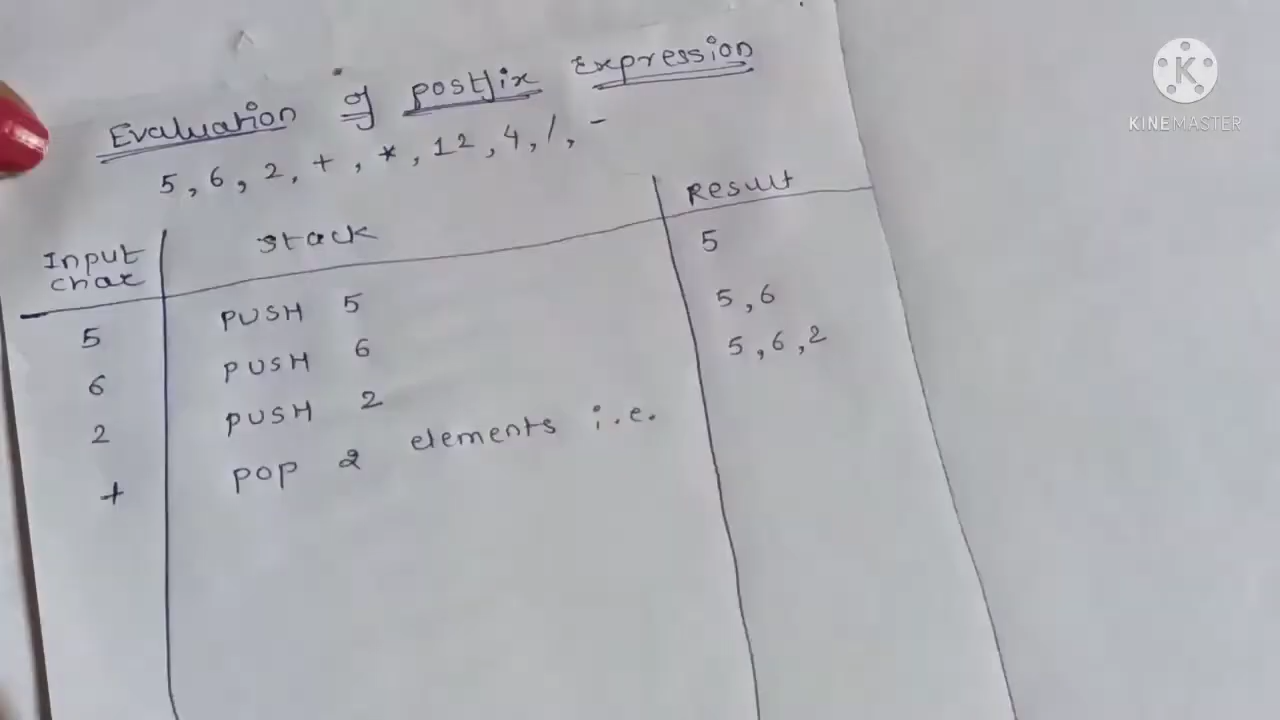 Evaluation of postfix Expression
5, 6, 2, +, *, 12, 4, /, -
Input char
stack
Result
5
PUSH 5
5
6
PUSH 6
5, 6
2
PUSH 2
5, 6, 2
+
POP 2 elements i.e.
KINEMASTER